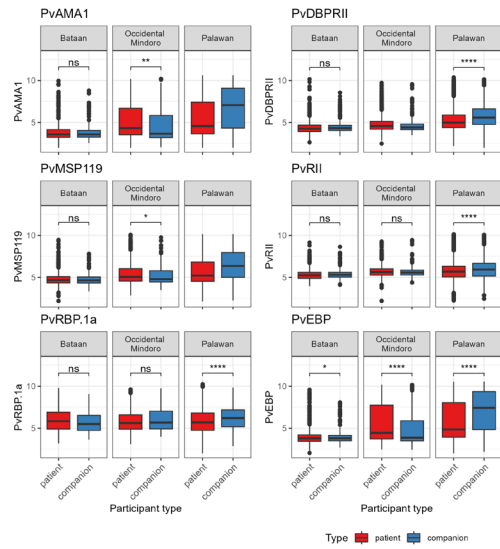 PvAMA1
Bataan
Occidental
Mindoro
Palawan
PvAMA1
10
5
ns
**
PvDBPRII
Bataan
Occidental
Mindoro
Palawan
PvDBPRII
10
5
ns
****
PvMSP119
Bataan
Occidental
Mindoro
Palawan
PvMSP119
10
5
ns
*
PvRII
Bataan
Occidental
Mindoro
Palawan
PvRII
10
5
ns
ns
****
PvRBP.1a
Bataan
Occidental
Mindoro
Palawan
PvRBP.1a
10
5
ns
ns
****
patient
companion
patient
companion
patient
companion
Participant type
PvEBP
Bataan
Occidental
Mindoro
Palawan
PvEBP
10
5
*
****
****
patient
companion
patient
companion
patient
companion
Participant type
Type patient companion